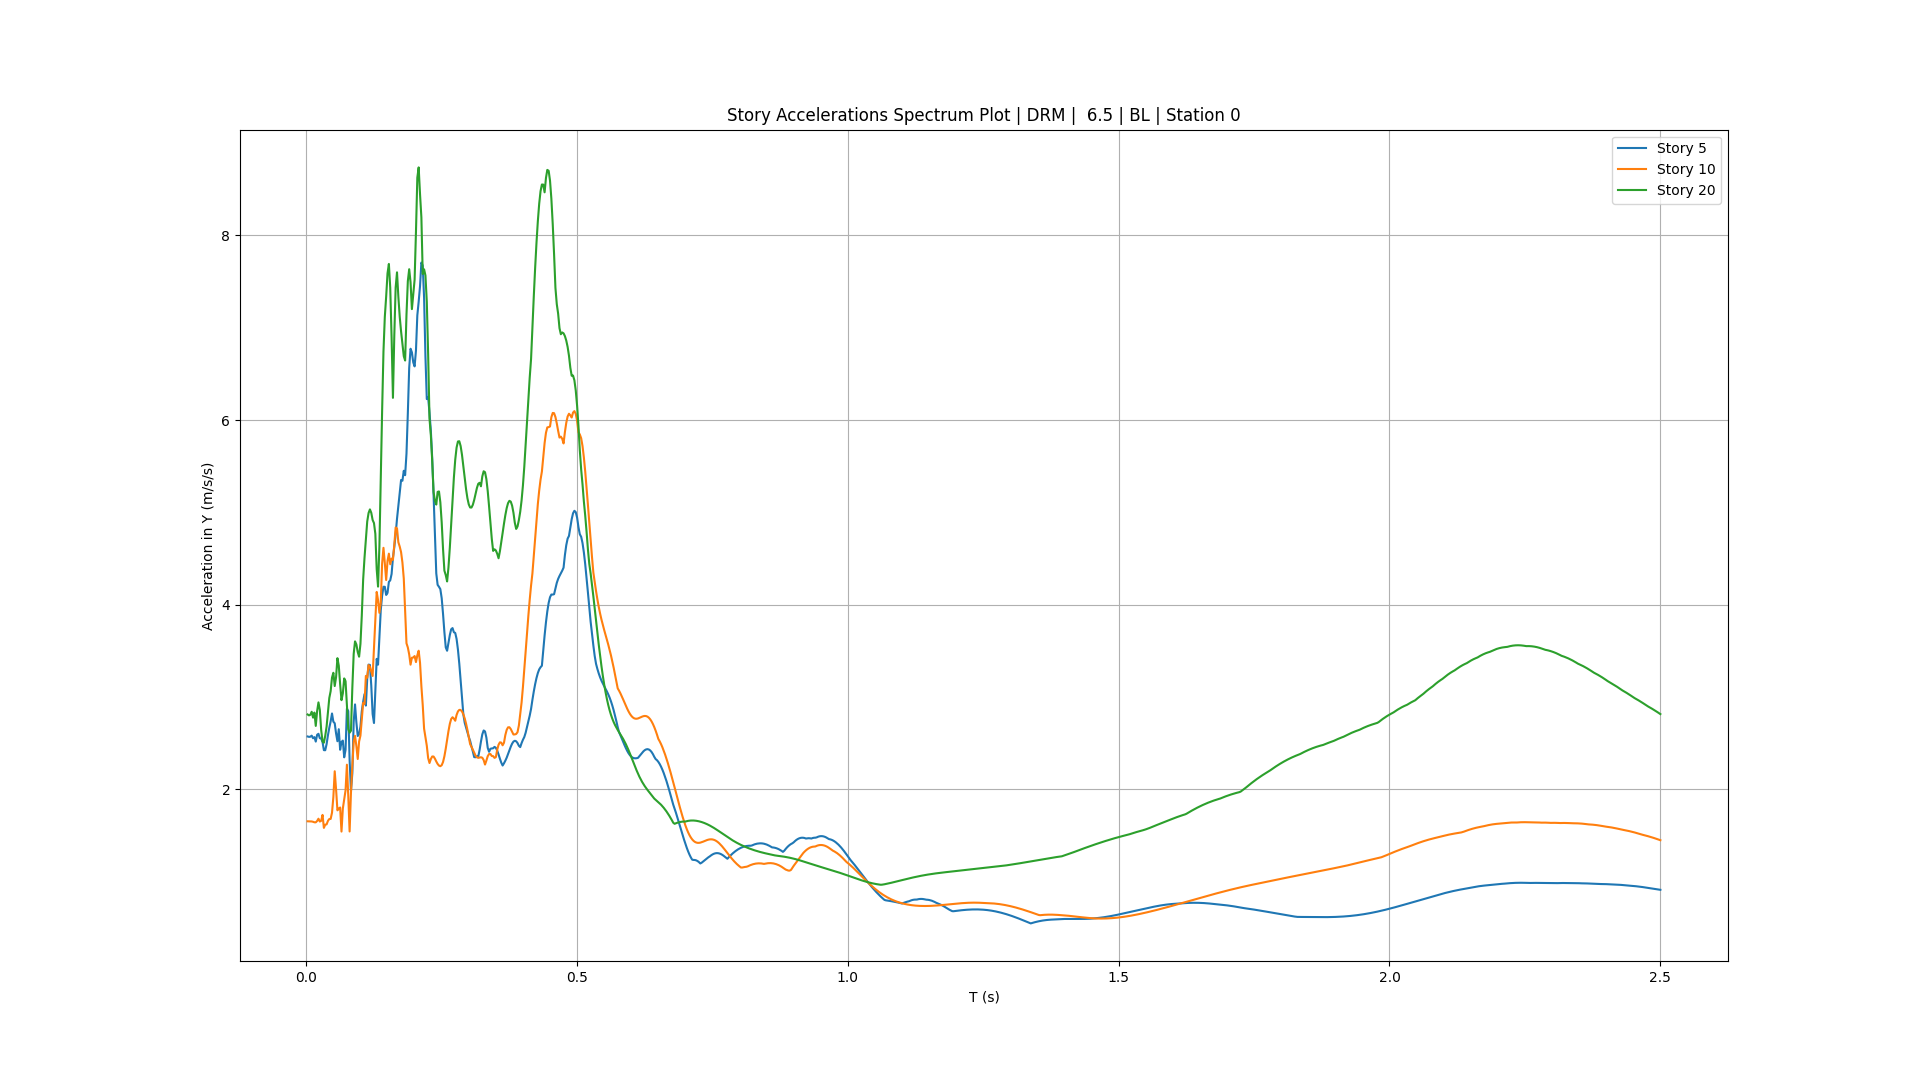 Story Accelerations Spectrum Plot | DRM |  6.5 | BL | Station 0
Story 5
Story 10
Story 20
Acceleration in Y (m/s/s)
8
6
4
2
0.0 0.5 1.0 1.5 2.0 2.5
T (s)